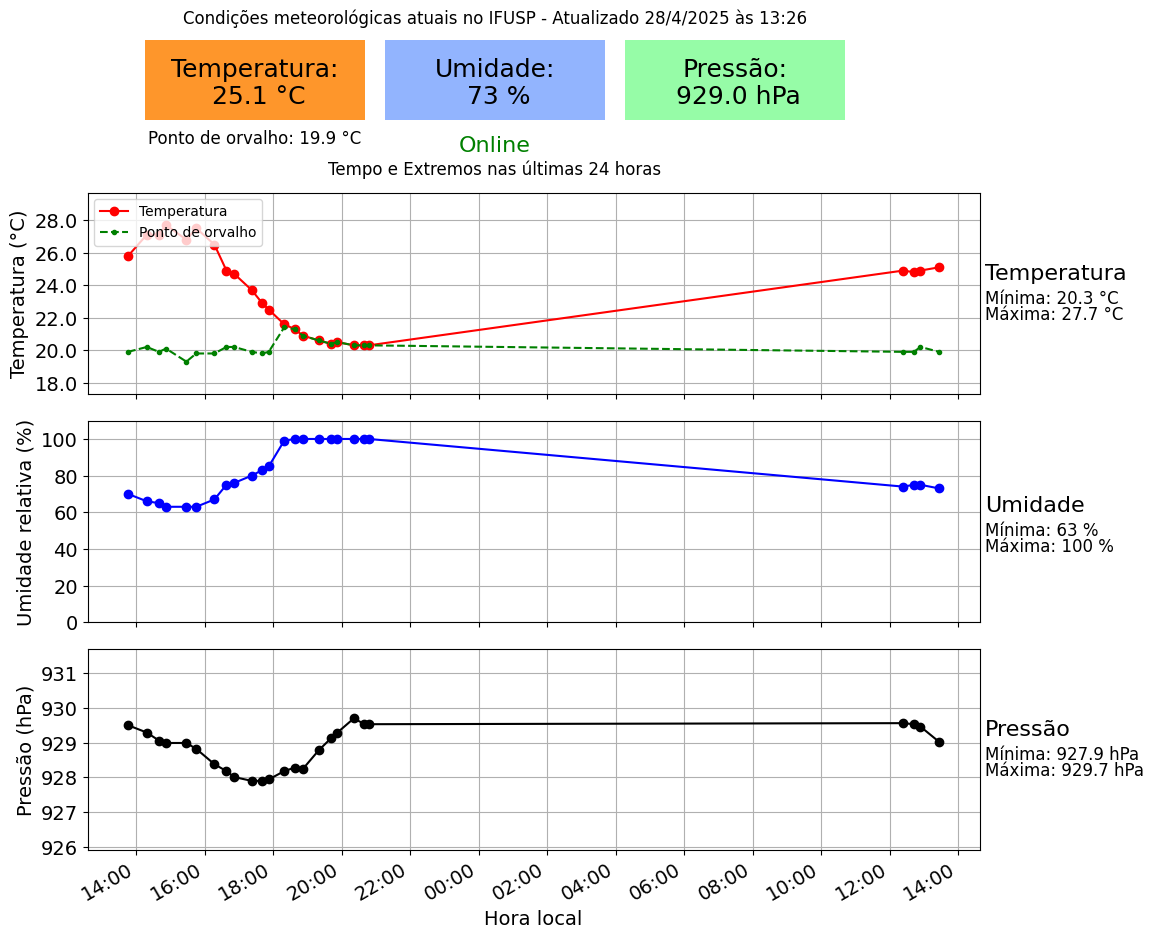 Condições meteorológicas atuais no IFUSP - Atualizado 28/4/2025 às 13:26
Temperatura:
25.1 °C
Umidade:
73 %
Pressão:
929.0 hPa
Ponto de orvalho: 19.9 °C
Online
Tempo e Extremos nas últimas 24 horas
Temperatura (°C)
28.0
26.0
24.0
22.0
20.0
18.0
Temperatura
Ponto de orvalho
Temperatura
Mínima: 20.3 °C
Máxima: 27.7 °C
Umidade relativa (%)
100
80
60
40
20
0
Umidade
Mínima: 63 %
Máxima: 100 %
Pressão (hPa)
931
930
929
928
927
926
Pressão
Mínima: 927.9 hPa
Máxima: 929.7 hPa
14:00 16:00 18:00 20:00 22:00 00:00 02:00 04:00 06:00 08:00 10:00 12:00 14:00
Hora local